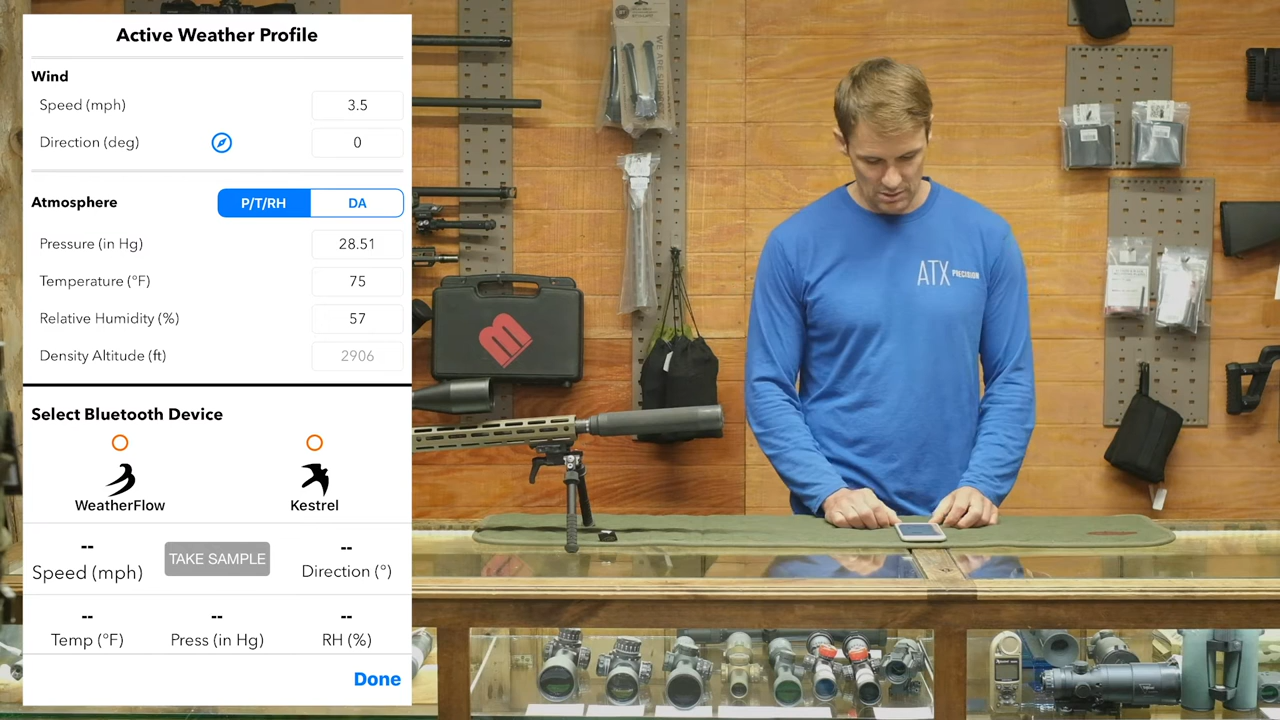 Active Weather Profile
Wind
Speed (mph) 3.5
Direction (deg) 0
Atmosphere P/T/RH DA
Pressure (in Hg) 28.51
Temperature (°F) 75
Relative Humidity (%) 57
Density Altitude (ft) 2906
Select Bluetooth Device
WeatherFlow Kestrel
-- TAKE SAMPLE --
Speed (mph) Direction (°)
-- -- --
Temp (°F) Press (in Hg) RH (%)
Done
ATX PRECISION